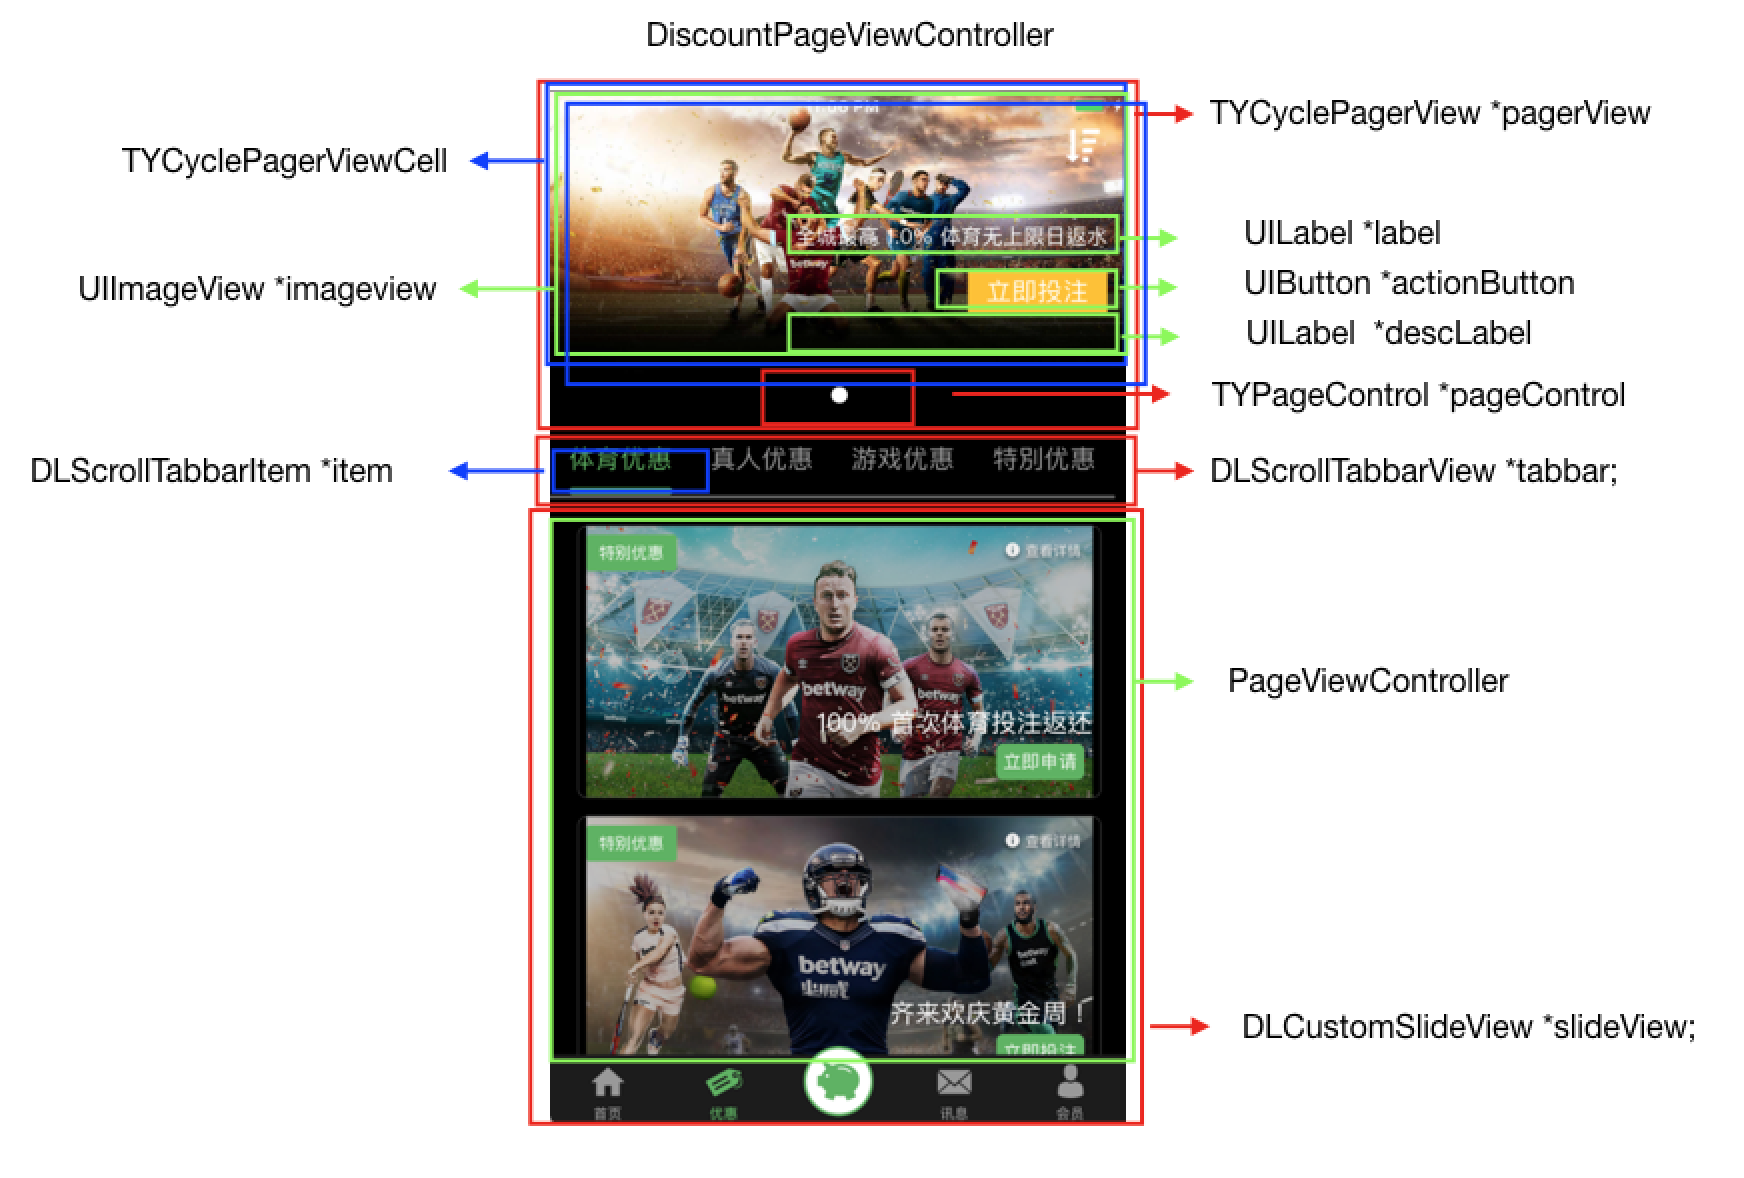 DiscountPageViewController
TYCyclePagerView *pagerView
TYCyclePagerViewCell
UILabel *label
全城最高 1.0% 体育无上限日返水
betway
UIImageView *imageview
UIButton *actionButton
立即投注
UILabel *descLabel
TYPageControl *pageControl
DLScrollTabbarItem *item
体育优惠 真人优惠 游戏优惠 特別优惠
DLScrollTabbarView *tabbar;
特别优惠
查看详情
PageViewController
betway
betway
betway
100% 首次体育投注返还
立即申请
特别优惠
查看详情
betway
betway
齐来欢庆黄金周！
立即投注
DLCustomSlideView *slideView;
首页 优惠 讯息 会员